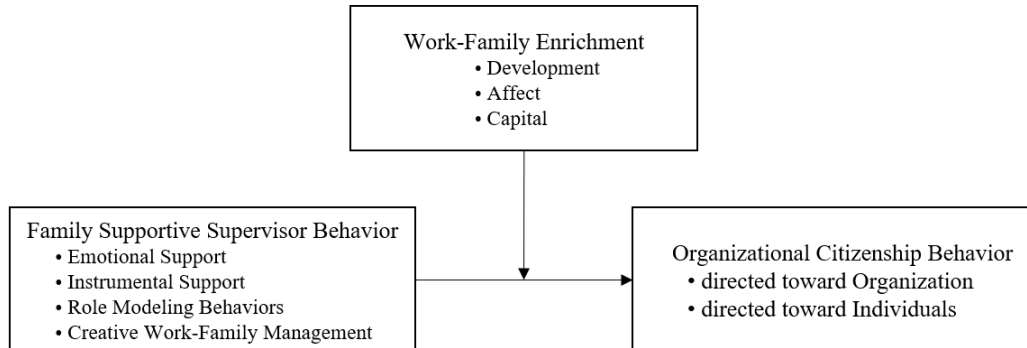 Work-Family Enrichment
• Development
• Affect
• Capital
Family Supportive Supervisor Behavior
• Emotional Support
• Instrumental Support
• Role Modeling Behaviors
• Creative Work-Family Management
Organizational Citizenship Behavior
• directed toward Organization
• directed toward Individuals